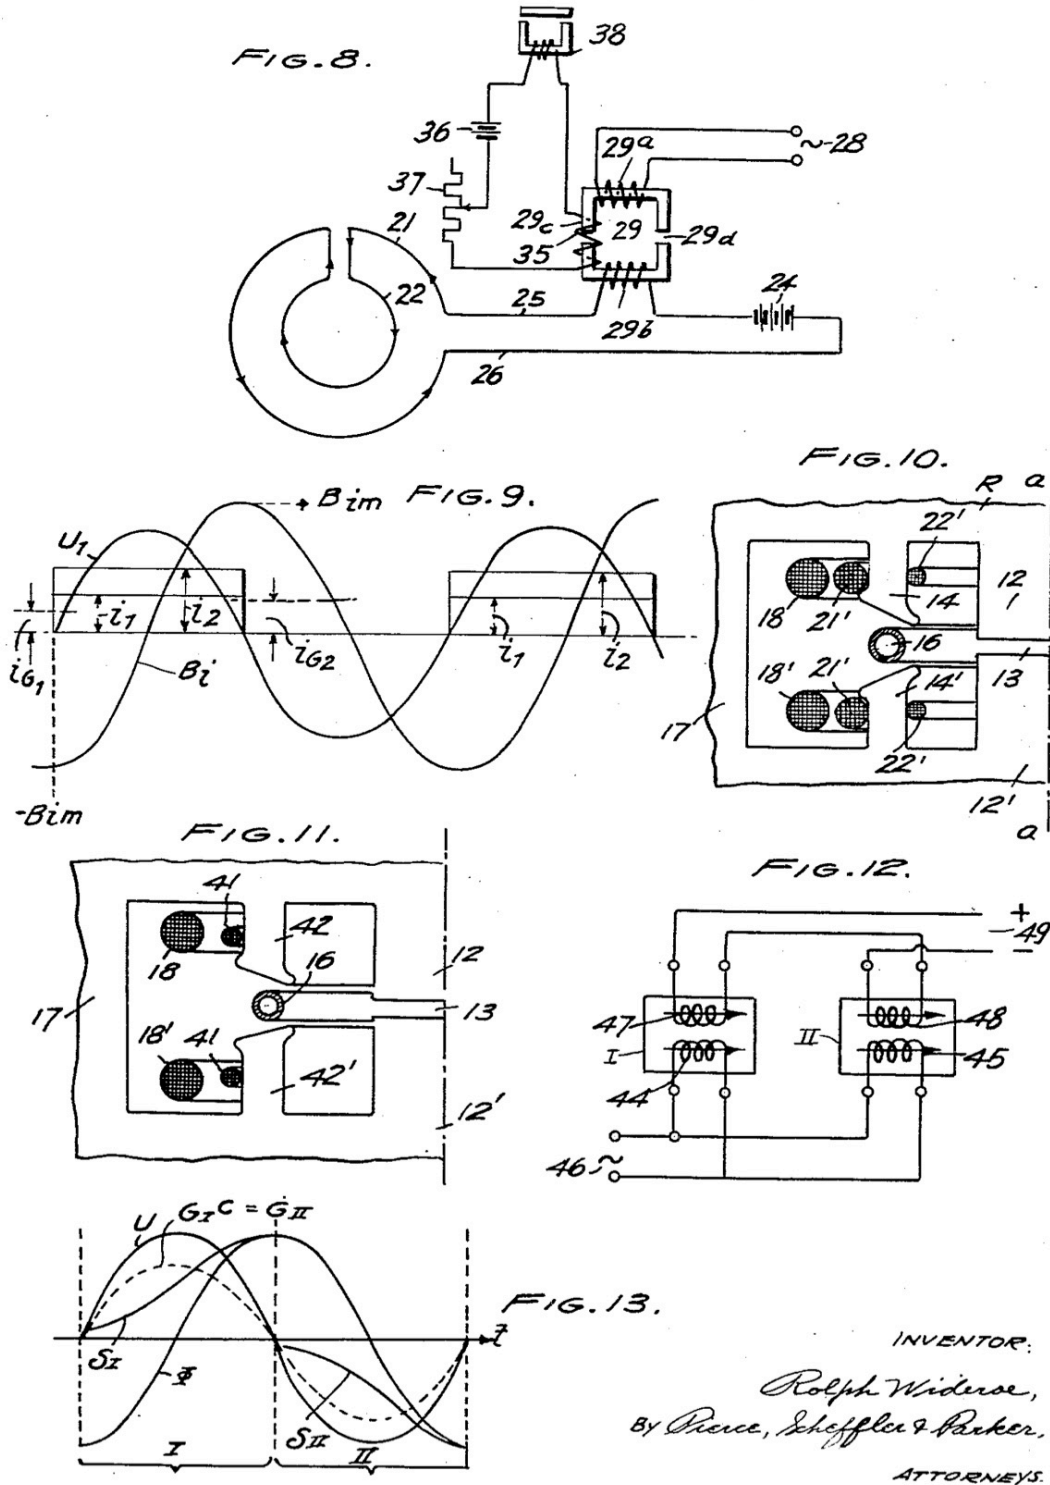 FIG. 8.
38
36
29a
~28
37
29c
29
29d
35
21
22
25
29b
24
26
FIG. 9.
Bim
U1
i1
i2
iG1
Bi
iG2
i1
i2
-Bim
FIG. 10.
R
a
22'
12
18
21'
14
16
18'
21'
14'
13
17
22'
12'
a
FIG. 11.
41
42
18
16
12
17
13
18'
41
42'
12'
FIG. 12.
+
49
-
47
48
I
II
44
45
46 ~
FIG. 13.
U
GI C = GII
t
SI
Φ
SII
I
II
INVENTOR:
Rolph Wideroe,
By Pierce, Scheffler & Parker,
ATTORNEYS.